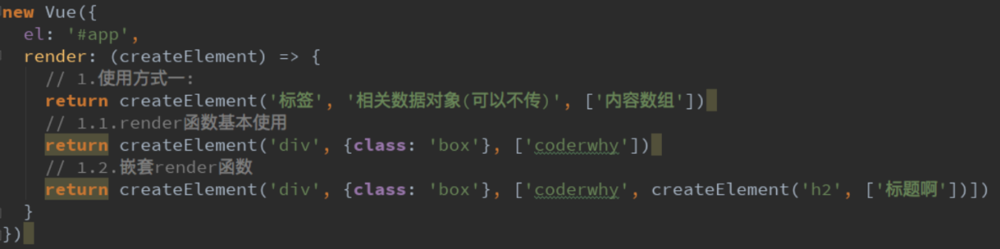 new Vue({
  el: '#app',
  render: (createElement) => {
    // 1.使用方式一:
    return createElement('标签', '相关数据对象(可以不传)', ['内容数组'])
    // 1.1.render函数基本使用
    return createElement('div', {class: 'box'}, ['coderwhy'])
    // 1.2.嵌套render函数
    return createElement('div', {class: 'box'}, ['coderwhy', createElement('h2', ['标题啊'])])
  }
})